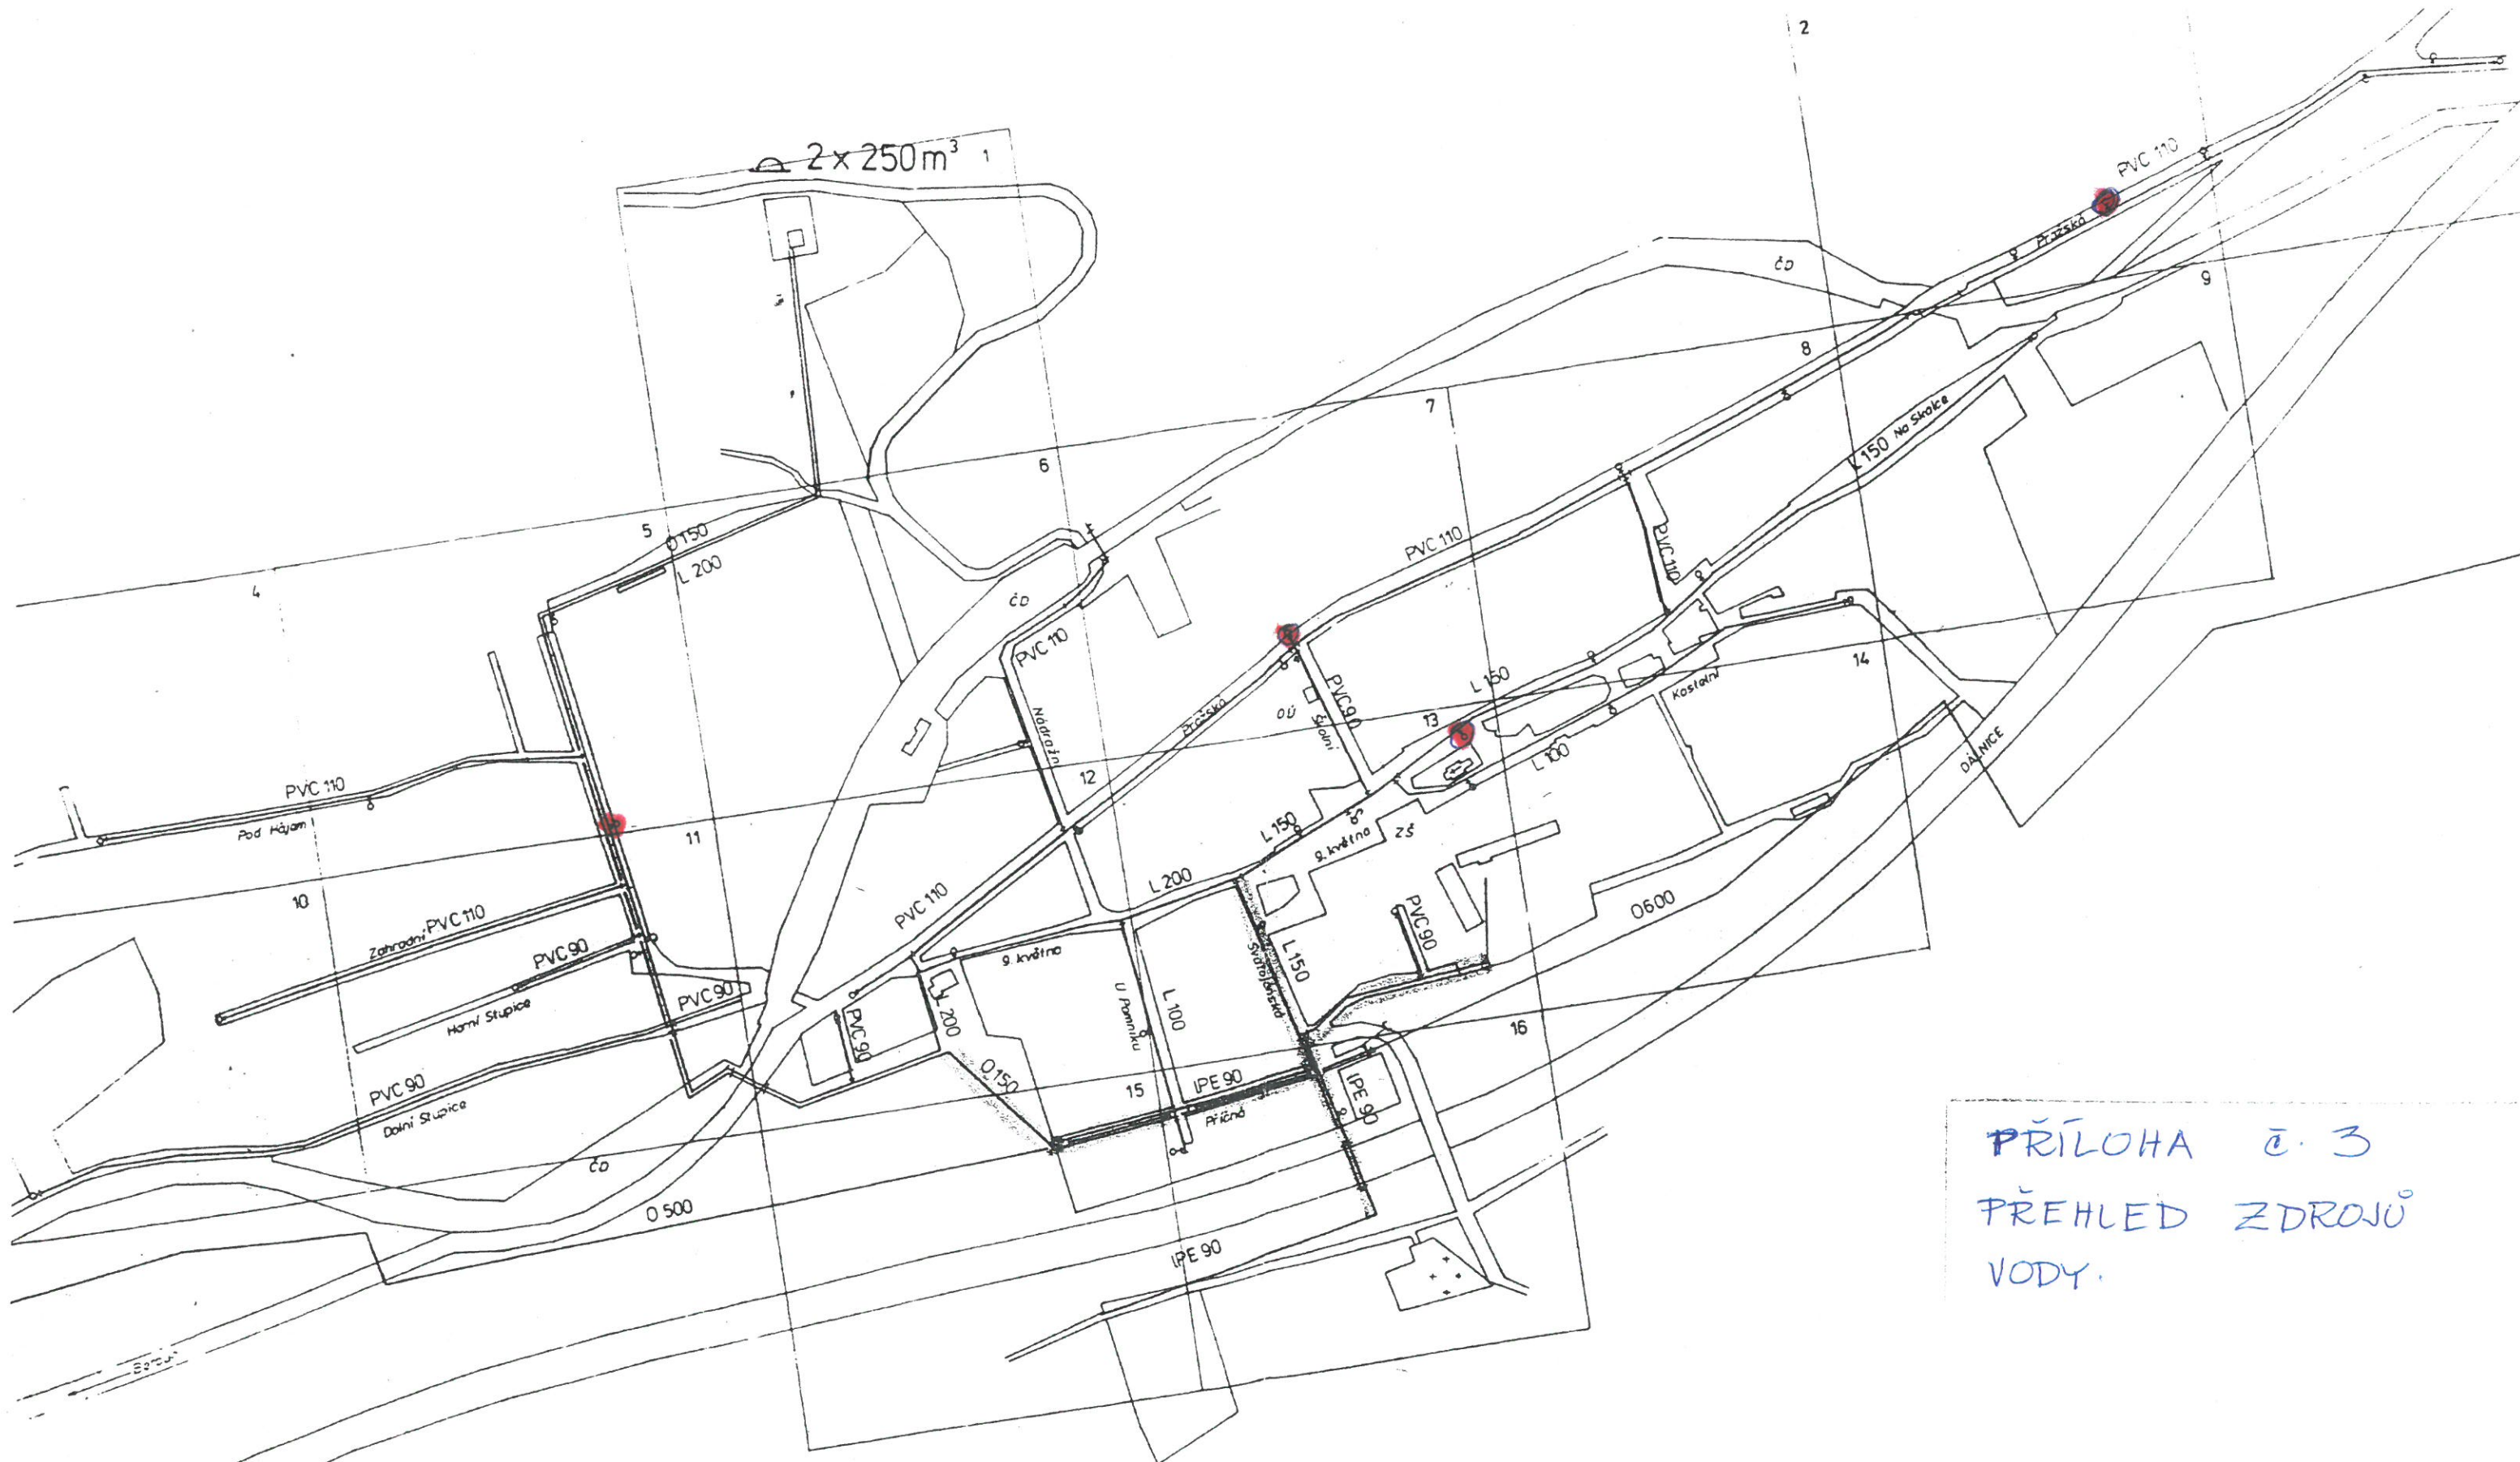 2
2 x 250 m³
1
PVC 110
Pražská
ČD
9
8
7
L 150
Na Skalce
6
5
O 150
L 200
PVC 110
PVC 110
4
ČD
PVC 110
14
L 150
PVC 90
Kostelní
Školní
OÚ
13
Pražská
Nádražní
DÁLNICE
L 100
12
PVC 110
Pod Hájem
11
L 150
9. května
ZŠ
10
L 200
PVC 110
PVC 110
Zahradní
PVC 90
O600
PVC 90
9. května
L 150
Svatojánská
PVC 90
Horní Stupice
L 200
PVC 90
U Pomníku
L 100
16
O 150
IPE 90
15
IPE 90
Příčná
PVC 90
Dolní Stupice
ČD
O 500
IPE 90
PŘÍLOHA č. 3
PŘEHLED ZDROJŮ
VODY.